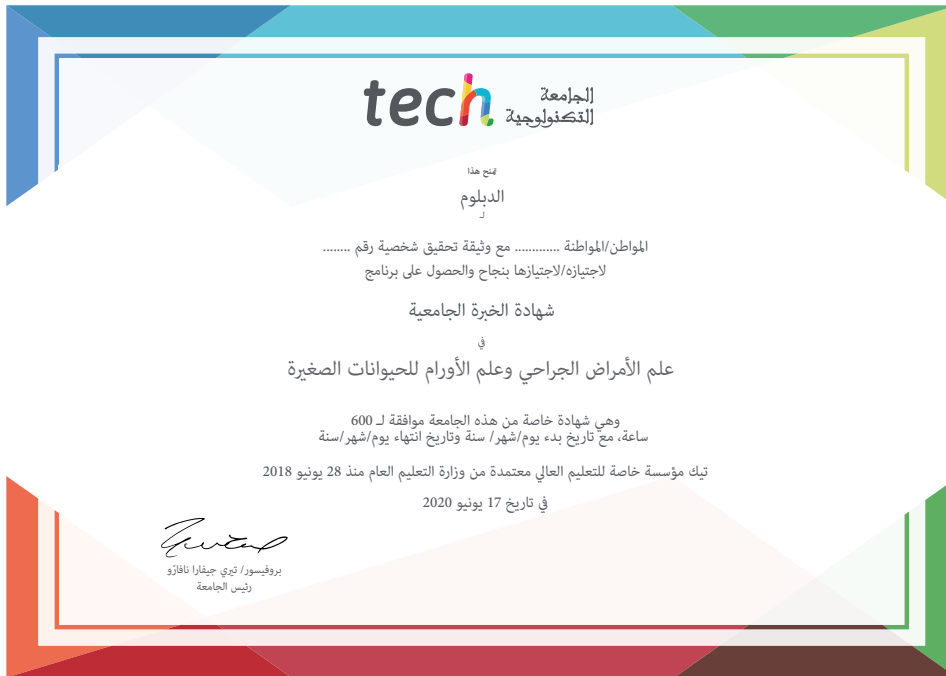 tech الجامعة
التكنولوجية
يمنح هذا
الدبلوم
لـ
المواطن/المواطنة ............. مع وثيقة تحقيق شخصية رقم ........
لاجتيازه/لاجتيازها بنجاح والحصول على برنامج
شهادة الخبرة الجامعية
في
علم الأمراض الجراحي وعلم الأورام للحيوانات الصغيرة
وهي شهادة خاصة من هذه الجامعة موافقة لـ 600
ساعة، مع تاريخ بدء يوم/شهر/ سنة وتاريخ انتهاء يوم/شهر/سنة
تيك مؤسسة خاصة للتعليم العالي معتمدة من وزارة التعليم العام منذ 28 يونيو 2018
في تاريخ 17 يونيو 2020
بروفيسور/ تيري جيفارا نافارّو
رئيس الجامعة